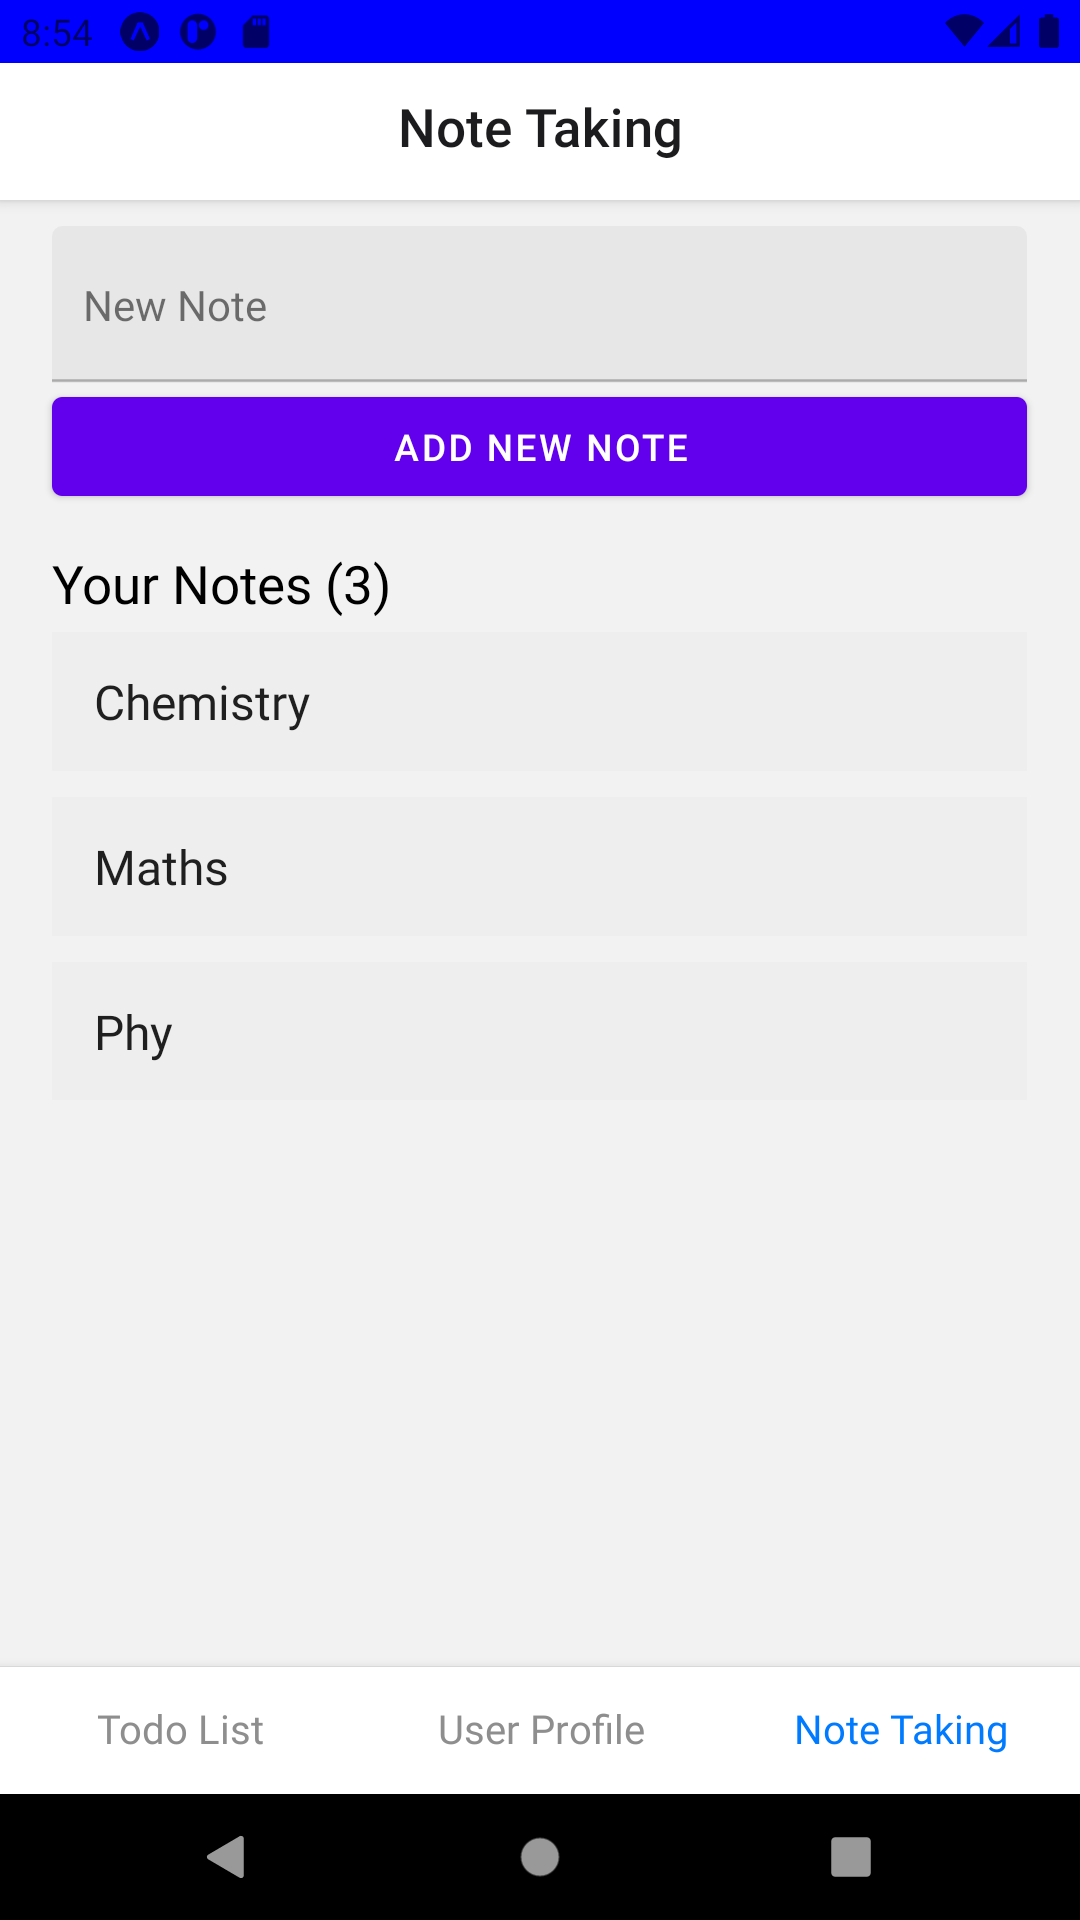 8:54
Note Taking
New Note
ADD NEW NOTE
Your Notes (3)
Chemistry
Maths
Phy
Todo List User Profile Note Taking